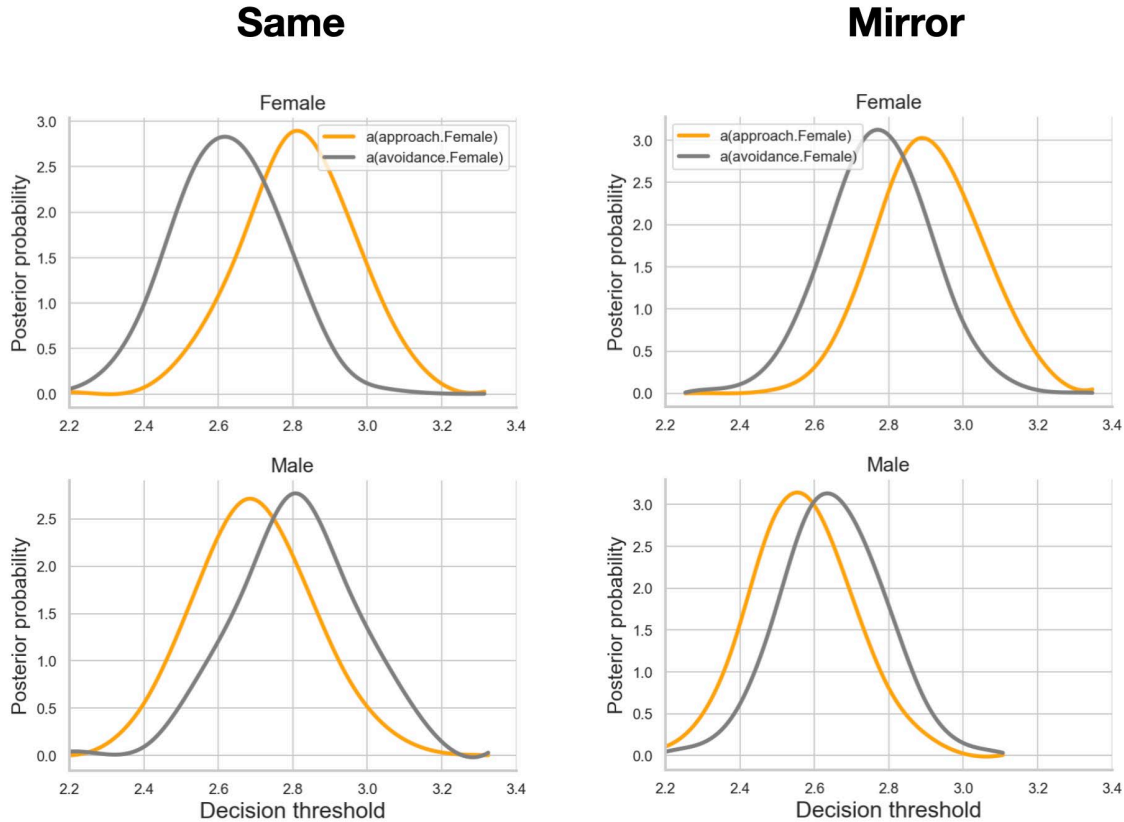 Same
Mirror
Female
a(approach.Female)
a(avoidance.Female)
Posterior probability
3.0
2.5
2.0
1.5
1.0
0.5
0.0
2.2 2.4 2.6 2.8 3.0 3.2 3.4
Female
a(approach.Female)
a(avoidance.Female)
Posterior probability
3.0
2.5
2.0
1.5
1.0
0.5
0.0
2.2 2.4 2.6 2.8 3.0 3.2 3.4
Male
Posterior probability
2.5
2.0
1.5
1.0
0.5
0.0
2.2 2.4 2.6 2.8 3.0 3.2 3.4
Decision threshold
Male
Posterior probability
3.0
2.5
2.0
1.5
1.0
0.5
0.0
2.2 2.4 2.6 2.8 3.0 3.2 3.4
Decision threshold